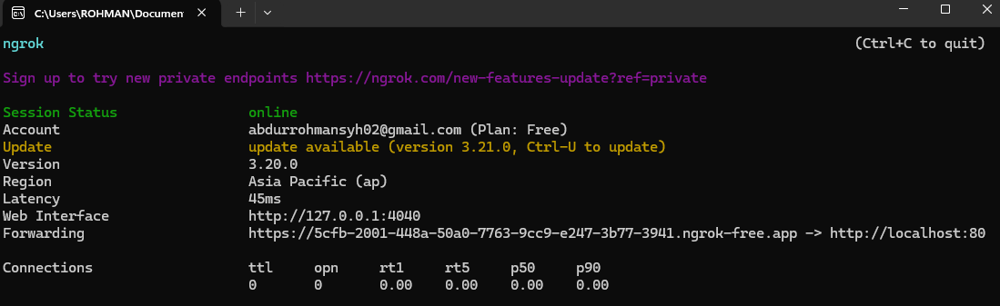 C:\Users\ROHMAN\Documen
ngrok (Ctrl+C to quit)
Sign up to try new private endpoints https://ngrok.com/new-features-update?ref=private
Session Status online
Account abdurrohmansyh02@gmail.com (Plan: Free)
Update update available (version 3.21.0, Ctrl-U to update)
Version 3.20.0
Region Asia Pacific (ap)
Latency 45ms
Web Interface http://127.0.0.1:4040
Forwarding https://5cfb-2001-448a-50a0-7763-9cc9-e247-3b77-3941.ngrok-free.app -> http://localhost:80
Connections ttl opn rt1 rt5 p50 p90
0 0 0.00 0.00 0.00 0.00